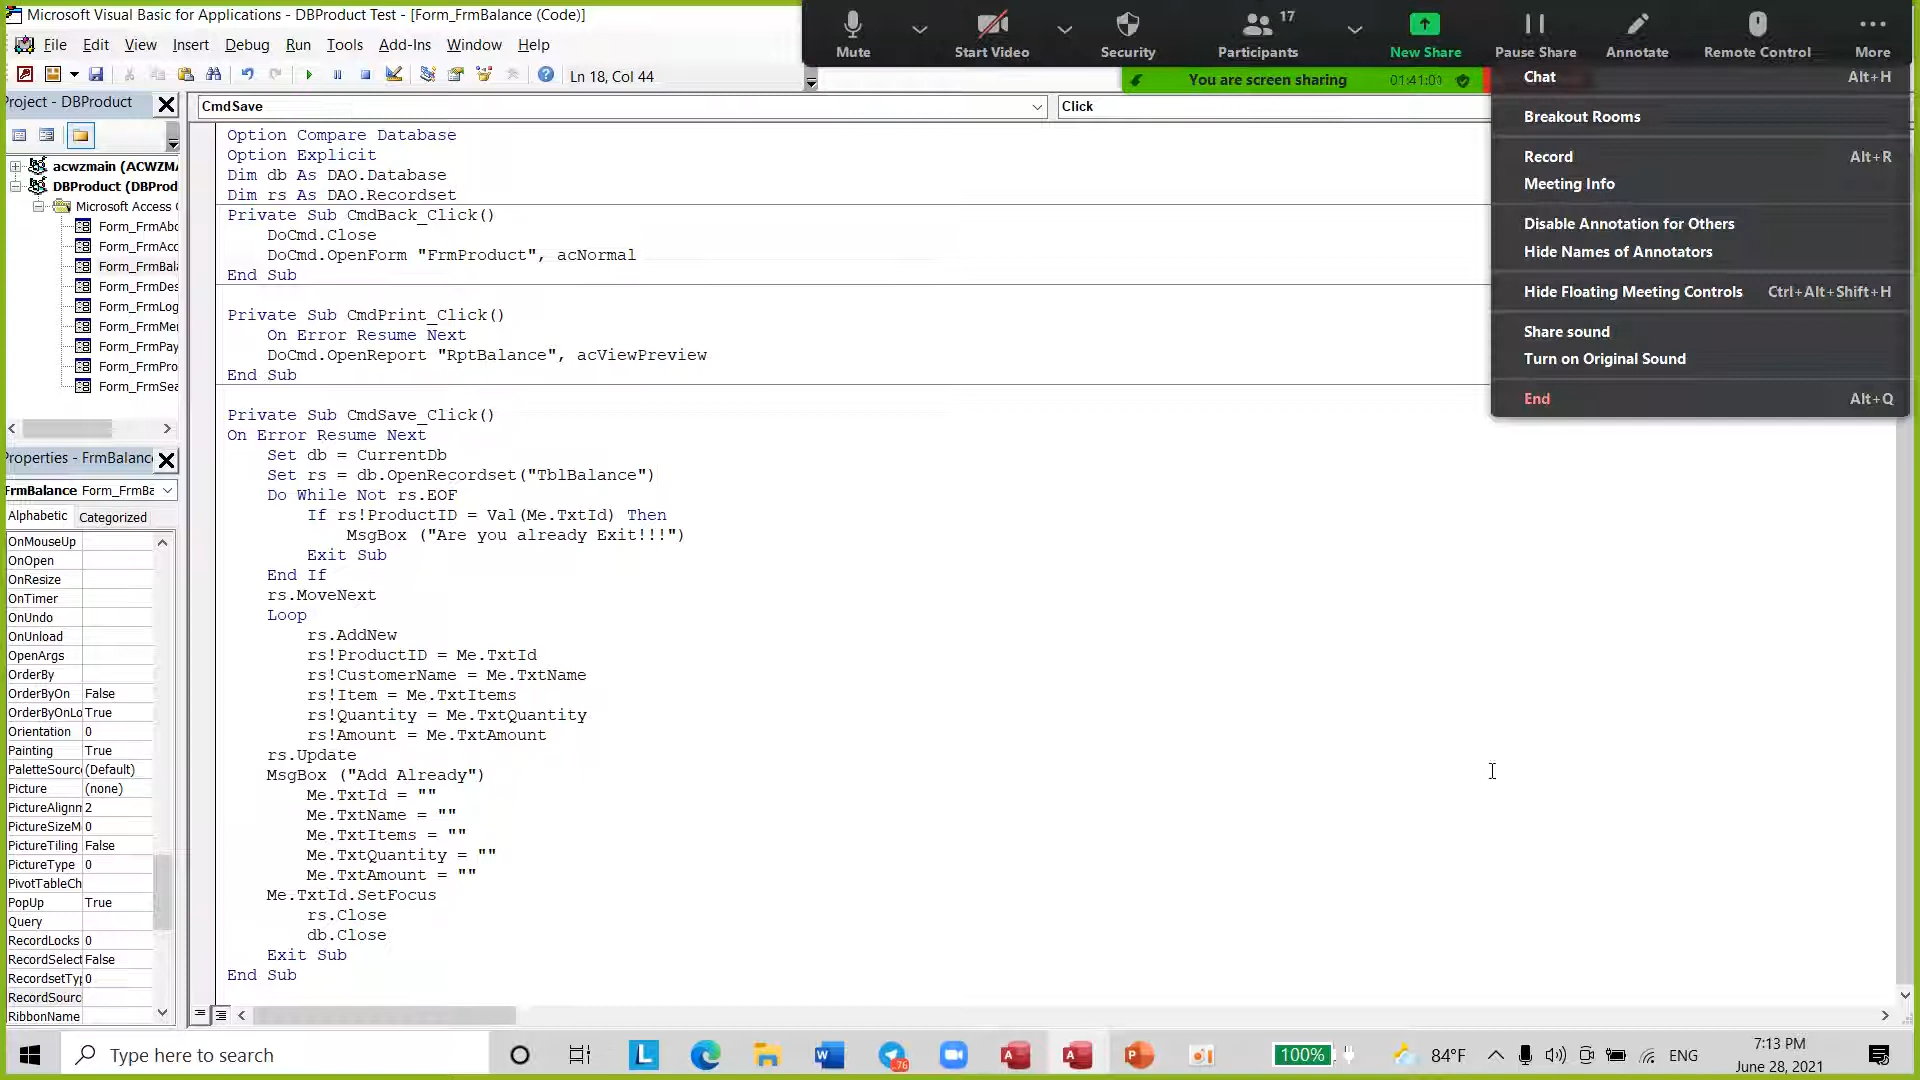 Microsoft Visual Basic for Applications - DBProduct Test - [Form_FrmBalance (Code)]
File Edit View Insert Debug Run Tools Add-Ins Window Help
Ln 18, Col 44
Mute
Start Video
Security
17
Participants
New Share
Pause Share
Annotate
Remote Control
More
You are screen sharing 01:41:01
Chat Alt+H
Breakout Rooms
Record Alt+R
Meeting Info
Disable Annotation for Others
Hide Names of Annotators
Hide Floating Meeting Controls Ctrl+Alt+Shift+H
Share sound
Turn on Original Sound
End Alt+Q
Project - DBProduct
acwzmain (ACWZMA
DBProduct (DBProd
Microsoft Access C
Form_FrmAbo
Form_FrmAcc
Form_FrmBala
Form_FrmDes
Form_FrmLog
Form_FrmMer
Form_FrmPay
Form_FrmPro
Form_FrmSea
Properties - FrmBalance
FrmBalance Form_FrmBa
Alphabetic Categorized
OnMouseUp
OnOpen
OnResize
OnTimer
OnUndo
OnUnload
OpenArgs
OrderBy
OrderByOn False
OrderByOnLo True
Orientation 0
Painting True
PaletteSourc (Default)
Picture (none)
PictureAlignm 2
PictureSizeM 0
PictureTiling False
PictureType 0
PivotTableCh
PopUp True
Query
RecordLocks 0
RecordSelect False
RecordsetTyp 0
RecordSourc
RibbonName
CmdSave
Click
Option Compare Database
Option Explicit
Dim db As DAO.Database
Dim rs As DAO.Recordset
Private Sub CmdBack_Click()
DoCmd.Close
DoCmd.OpenForm "FrmProduct", acNormal
End Sub
Private Sub CmdPrint_Click()
On Error Resume Next
DoCmd.OpenReport "RptBalance", acViewPreview
End Sub
Private Sub CmdSave_Click()
On Error Resume Next
Set db = CurrentDb
Set rs = db.OpenRecordset("TblBalance")
Do While Not rs.EOF
If rs!ProductID = Val(Me.TxtId) Then
MsgBox ("Are you already Exit!!!")
Exit Sub
End If
rs.MoveNext
Loop
rs.AddNew
rs!ProductID = Me.TxtId
rs!CustomerName = Me.TxtName
rs!Item = Me.TxtItems
rs!Quantity = Me.TxtQuantity
rs!Amount = Me.TxtAmount
rs.Update
MsgBox ("Add Already")
Me.TxtId = ""
Me.TxtName = ""
Me.TxtItems = ""
Me.TxtQuantity = ""
Me.TxtAmount = ""
Me.TxtId.SetFocus
rs.Close
db.Close
Exit Sub
End Sub
Type here to search
76
100%
84°F
ENG
7:13 PM
June 28, 2021